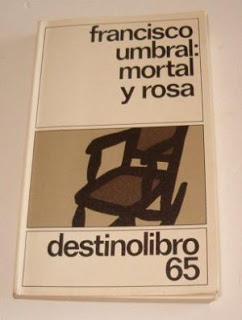 francisco
umbral:
mortal
y rosa
destinolibro
65